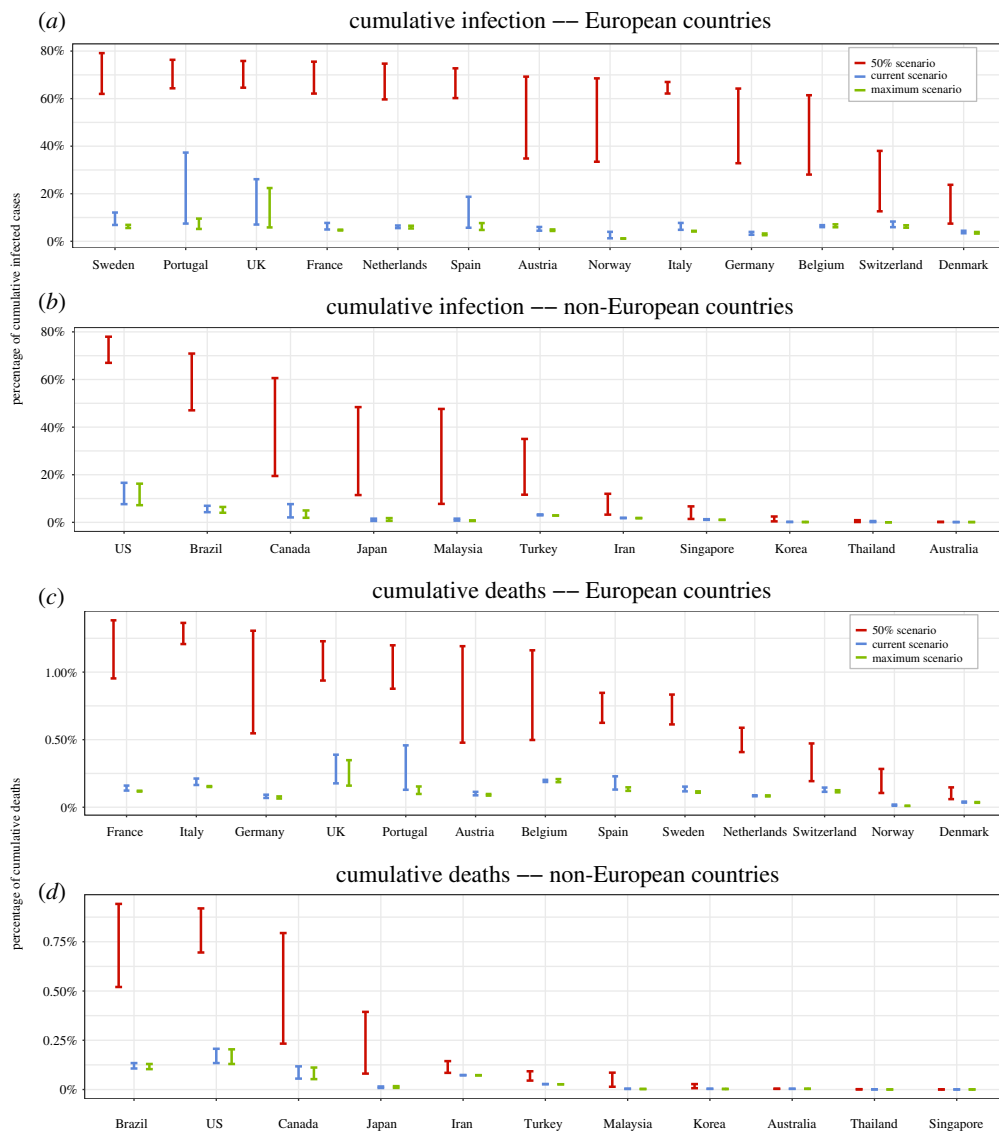 (a) cumulative infection –– European countries
80%
60%
40%
20%
0%
50% scenario
current scenario
maximum scenario
Sweden Portugal UK France Netherlands Spain Austria Norway Italy Germany Belgium Switzerland Denmark
percentage of cumulative infected cases
(b) cumulative infection –– non-European countries
80%
60%
40%
20%
0%
US Brazil Canada Japan Malaysia Turkey Iran Singapore Korea Thailand Australia
(c) cumulative deaths –– European countries
1.00%
0.50%
0%
50% scenario
current scenario
maximum scenario
France Italy Germany UK Portugal Austria Belgium Spain Sweden Netherlands Switzerland Norway Denmark
percentage of cumulative deaths
(d) cumulative deaths –– non-European countries
0.75%
0.50%
0.25%
0%
Brazil US Canada Japan Iran Turkey Malaysia Korea Australia Thailand Singapore